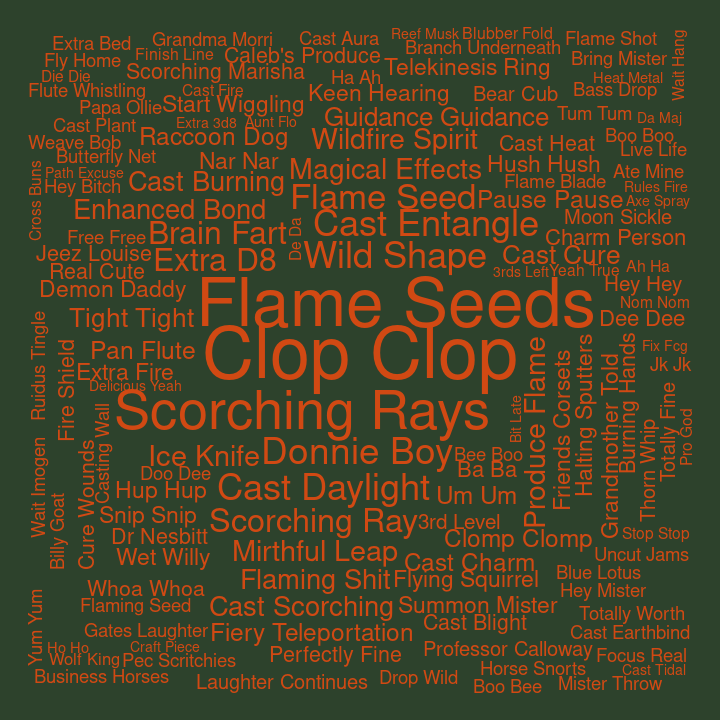 Extra Bed
Grandma Morri
Cast Aura
Reef Musk
Blubber Fold
Flame Shot
Wait Hang
Fly Home
Finish Line
Caleb's Produce
Branch Underneath
Bring Mister
Die Die
Scorching Marisha
Ha Ah
Telekinesis Ring
Heat Metal
Flute Whistling
Cast Fire
Keen Hearing
Bear Cub
Bass Drop
Papa Ollie
Start Wiggling
Guidance Guidance
Tum Tum
Da Maj
Cast Plant
Extra 3d8
Aunt Flo
Weave Bob
Raccoon Dog
Wildfire Spirit
Cast Heat
Boo Boo
Live Life
Butterfly Net
Nar Nar
Magical Effects
Hush Hush
Ate Mine
Path Excuse
Hey Bitch
Cast Burning
Flame Blade
Rules Fire
Cross Buns
Flame Seed
Pause Pause
Axe Spray
Enhanced Bond
Cast Entangle
Moon Sickle
Free Free
Brain Fart
De Da
Charm Person
Jeez Louise
Extra D8
Wild Shape
Cast Cure
Real Cute
3rds Left
Yeah True
Ah Ha
Demon Daddy
Hey Hey
Flame Seeds
Nom Nom
Tight Tight
Dee Dee
Ruidus Tingle
Fire Shield
Pan Flute
Clop Clop
Fix Fcg
Extra Fire
Jk Jk
Delicious Yeah
Scorching Rays
Bit Late
Produce Flame
Friends Corsets
Halting Sputters
Grandmother Told
Burning Hands
Thorn Whip
Totally Fine
Pro God
Wait Imogen
Billy Goat
Cure Wounds
Casting Wall
Ice Knife
Donnie Boy
Bee Boo
Doo Dee
Ba Ba
Hup Hup
Cast Daylight
Um Um
Snip Snip
Scorching Ray
3rd Level
Dr Nesbitt
Clomp Clomp
Stop Stop
Wet Willy
Mirthful Leap
Cast Charm
Uncut Jams
Whoa Whoa
Flaming Shit
Flying Squirrel
Blue Lotus
Hey Mister
Yum Yum
Flaming Seed
Cast Scorching
Summon Mister
Totally Worth
Gates Laughter
Fiery Teleportation
Cast Blight
Cast Earthbind
Ho Ho
Craft Piece
Wolf King
Pec Scritchies
Perfectly Fine
Professor Calloway
Focus Real
Business Horses
Laughter Continues
Drop Wild
Horse Snorts
Cast Tidal
Boo Bee
Mister Throw